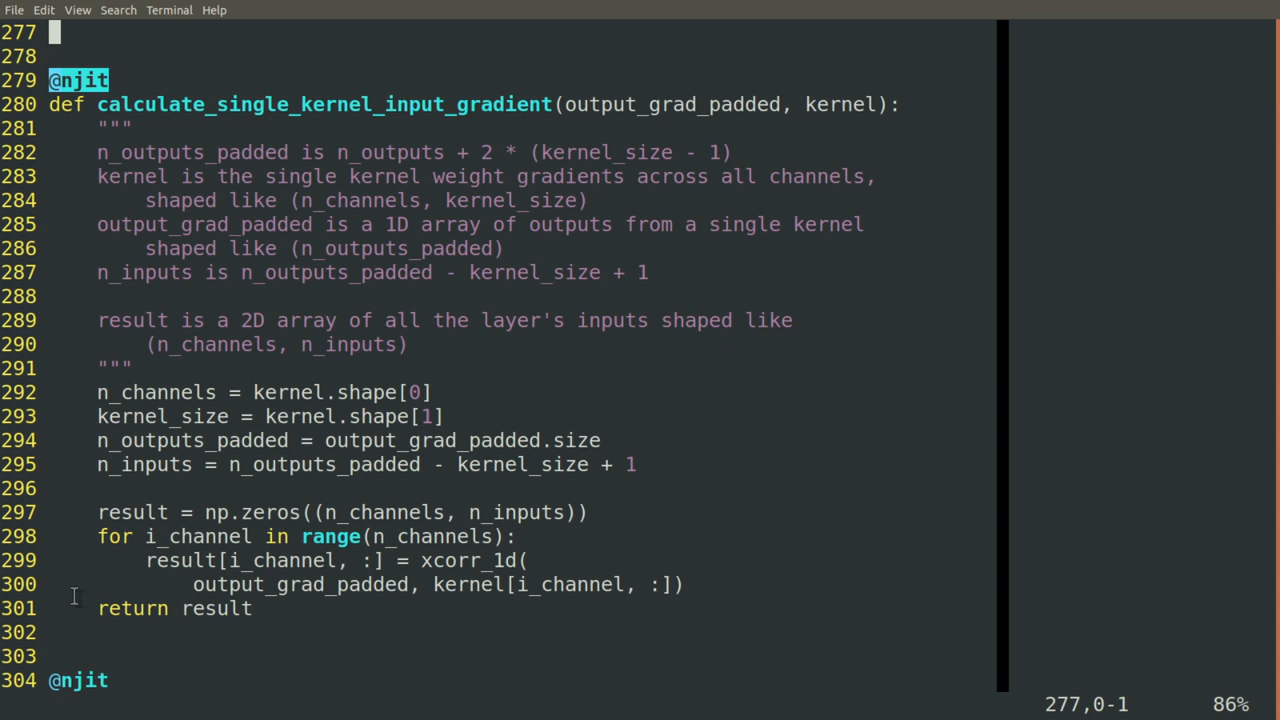 File Edit View Search Terminal Help
277
278
279 @njit
280 def calculate_single_kernel_input_gradient(output_grad_padded, kernel):
281     """
282     n_outputs_padded is n_outputs + 2 * (kernel_size - 1)
283     kernel is the single kernel weight gradients across all channels,
284         shaped like (n_channels, kernel_size)
285     output_grad_padded is a 1D array of outputs from a single kernel
286         shaped like (n_outputs_padded)
287     n_inputs is n_outputs_padded - kernel_size + 1
288
289     result is a 2D array of all the layer's inputs shaped like
290         (n_channels, n_inputs)
291     """
292     n_channels = kernel.shape[0]
293     kernel_size = kernel.shape[1]
294     n_outputs_padded = output_grad_padded.size
295     n_inputs = n_outputs_padded - kernel_size + 1
296
297     result = np.zeros((n_channels, n_inputs))
298     for i_channel in range(n_channels):
299         result[i_channel, :] = xcorr_1d(
300             output_grad_padded, kernel[i_channel, :])
301     return result
302
303
304 @njit
277,0-1 86%